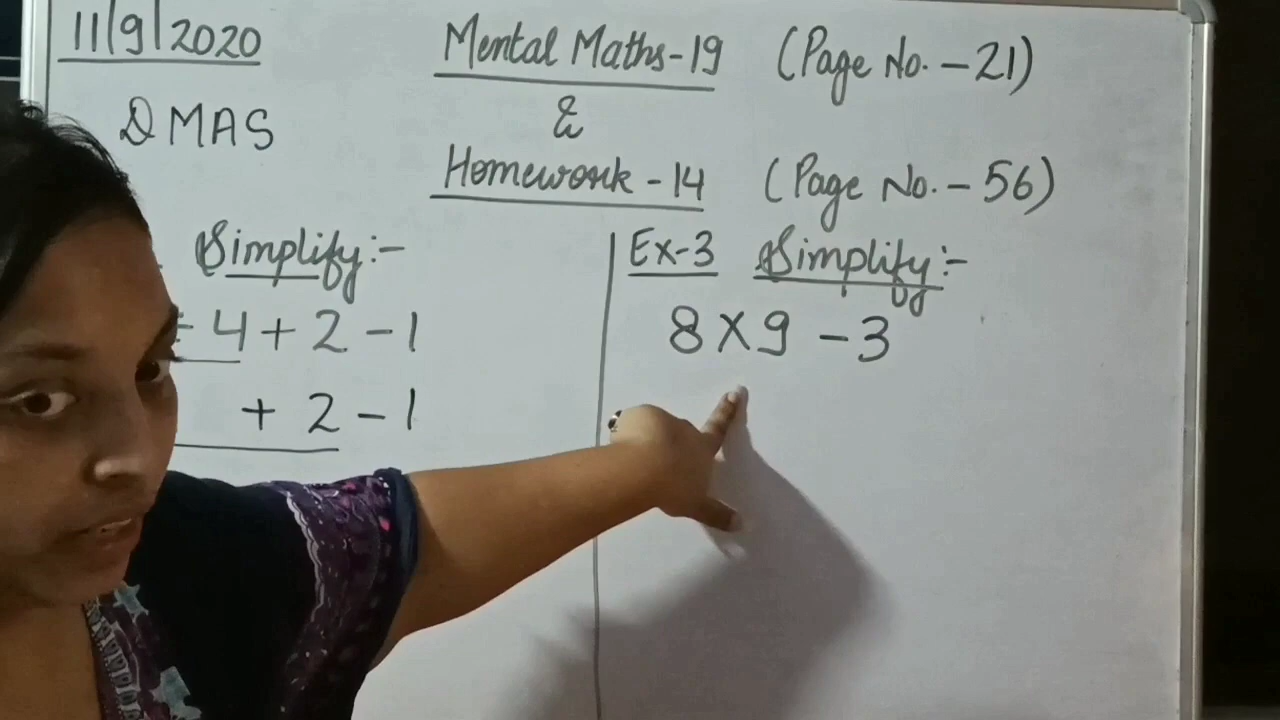 11/9/2020
Mental Maths-19 (Page No. - 21)
DMAS
&
Homework - 14 (Page No. - 56)
Simplify:-
÷ 4 + 2 - 1
+ 2 - 1
Ex-3 Simplify:-
8 × 9 - 3